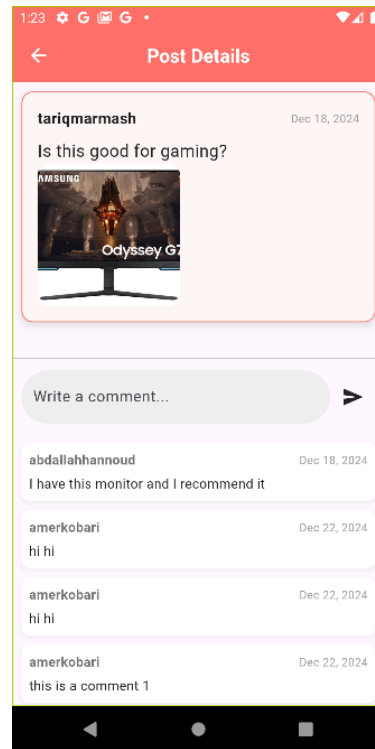 1:23 G G
Post Details
tariqmarmash Dec 18, 2024
Is this good for gaming?
AMSUNG
Odyssey G7
Write a comment...
abdallahhannoud Dec 18, 2024
I have this monitor and I recommend it
amerkobari Dec 22, 2024
hi hi
amerkobari Dec 22, 2024
hi hi
amerkobari Dec 22, 2024
this is a comment 1